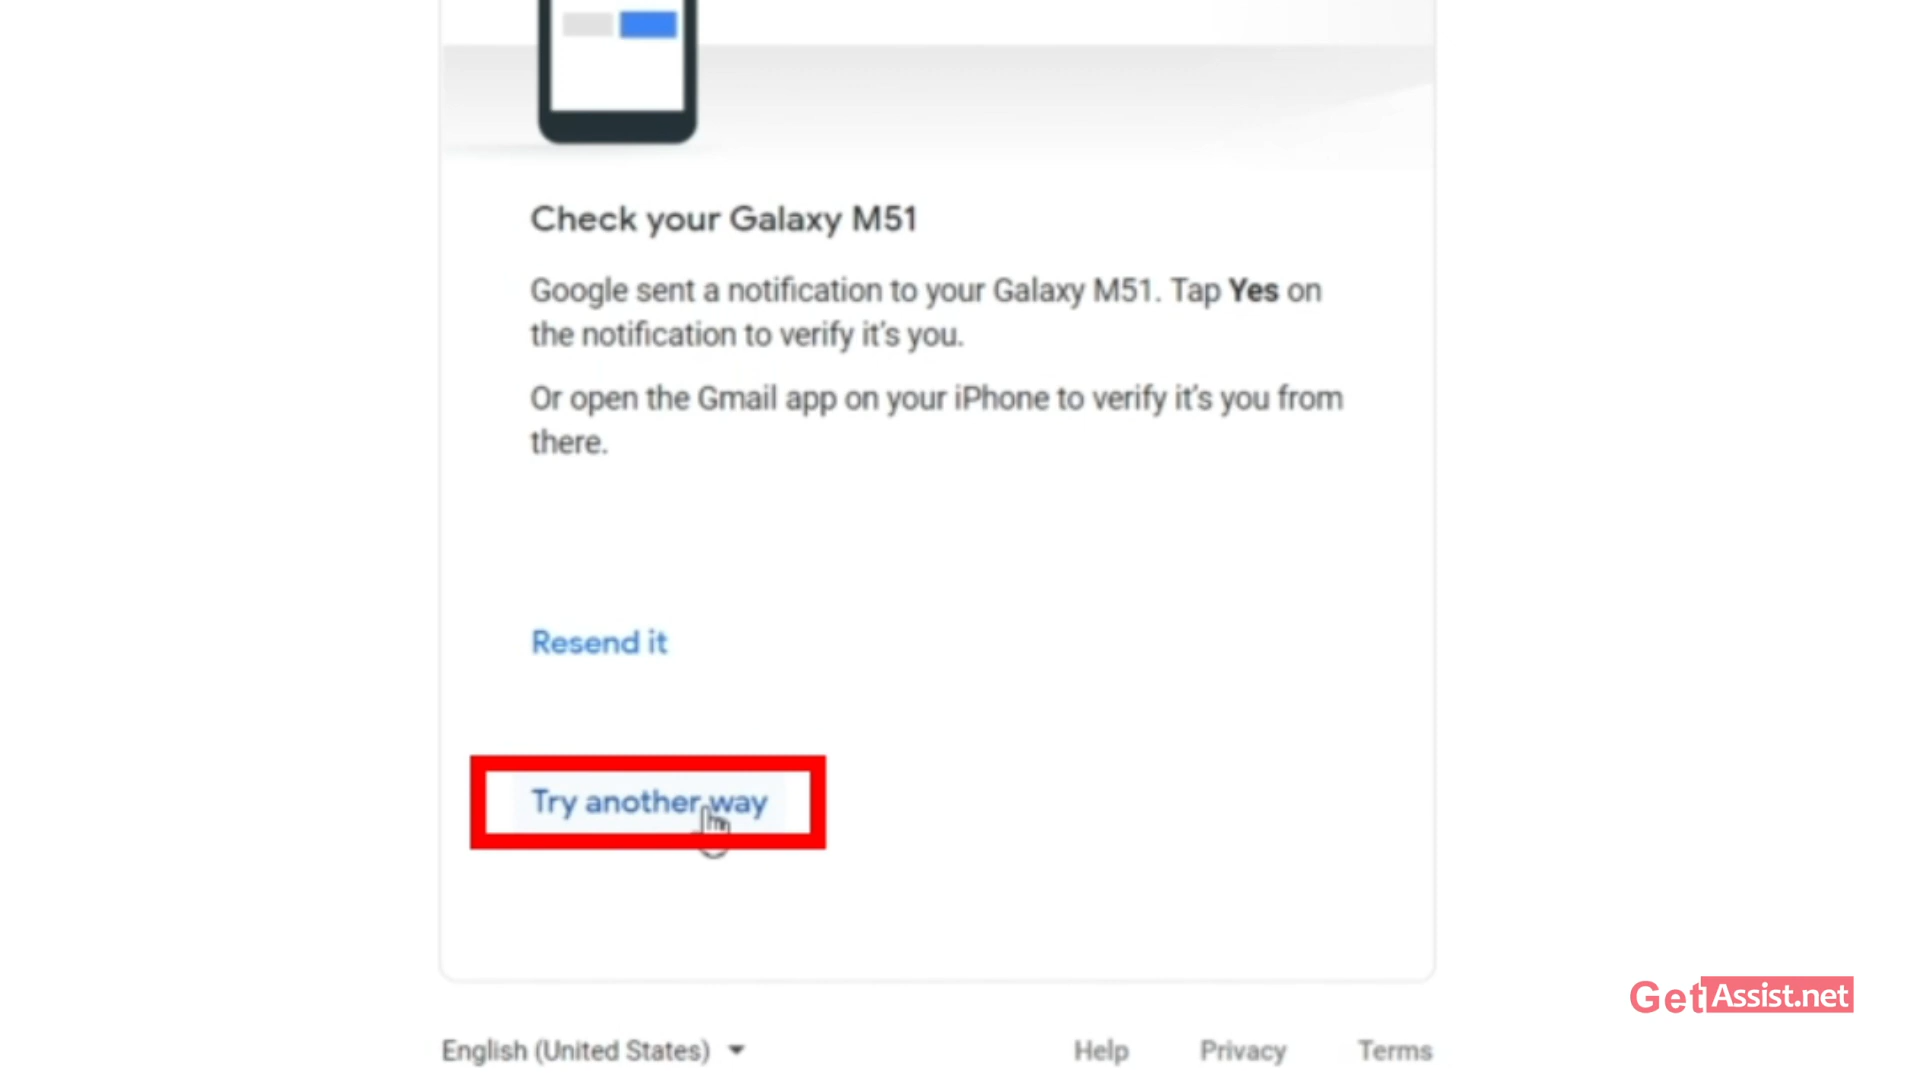 Check your Galaxy M51
Google sent a notification to your Galaxy M51. Tap Yes on
the notification to verify it's you.
Or open the Gmail app on your iPhone to verify it's you from
there.
Resend it
Try another way
GetAssist.net
English (United States) Help Privacy Terms